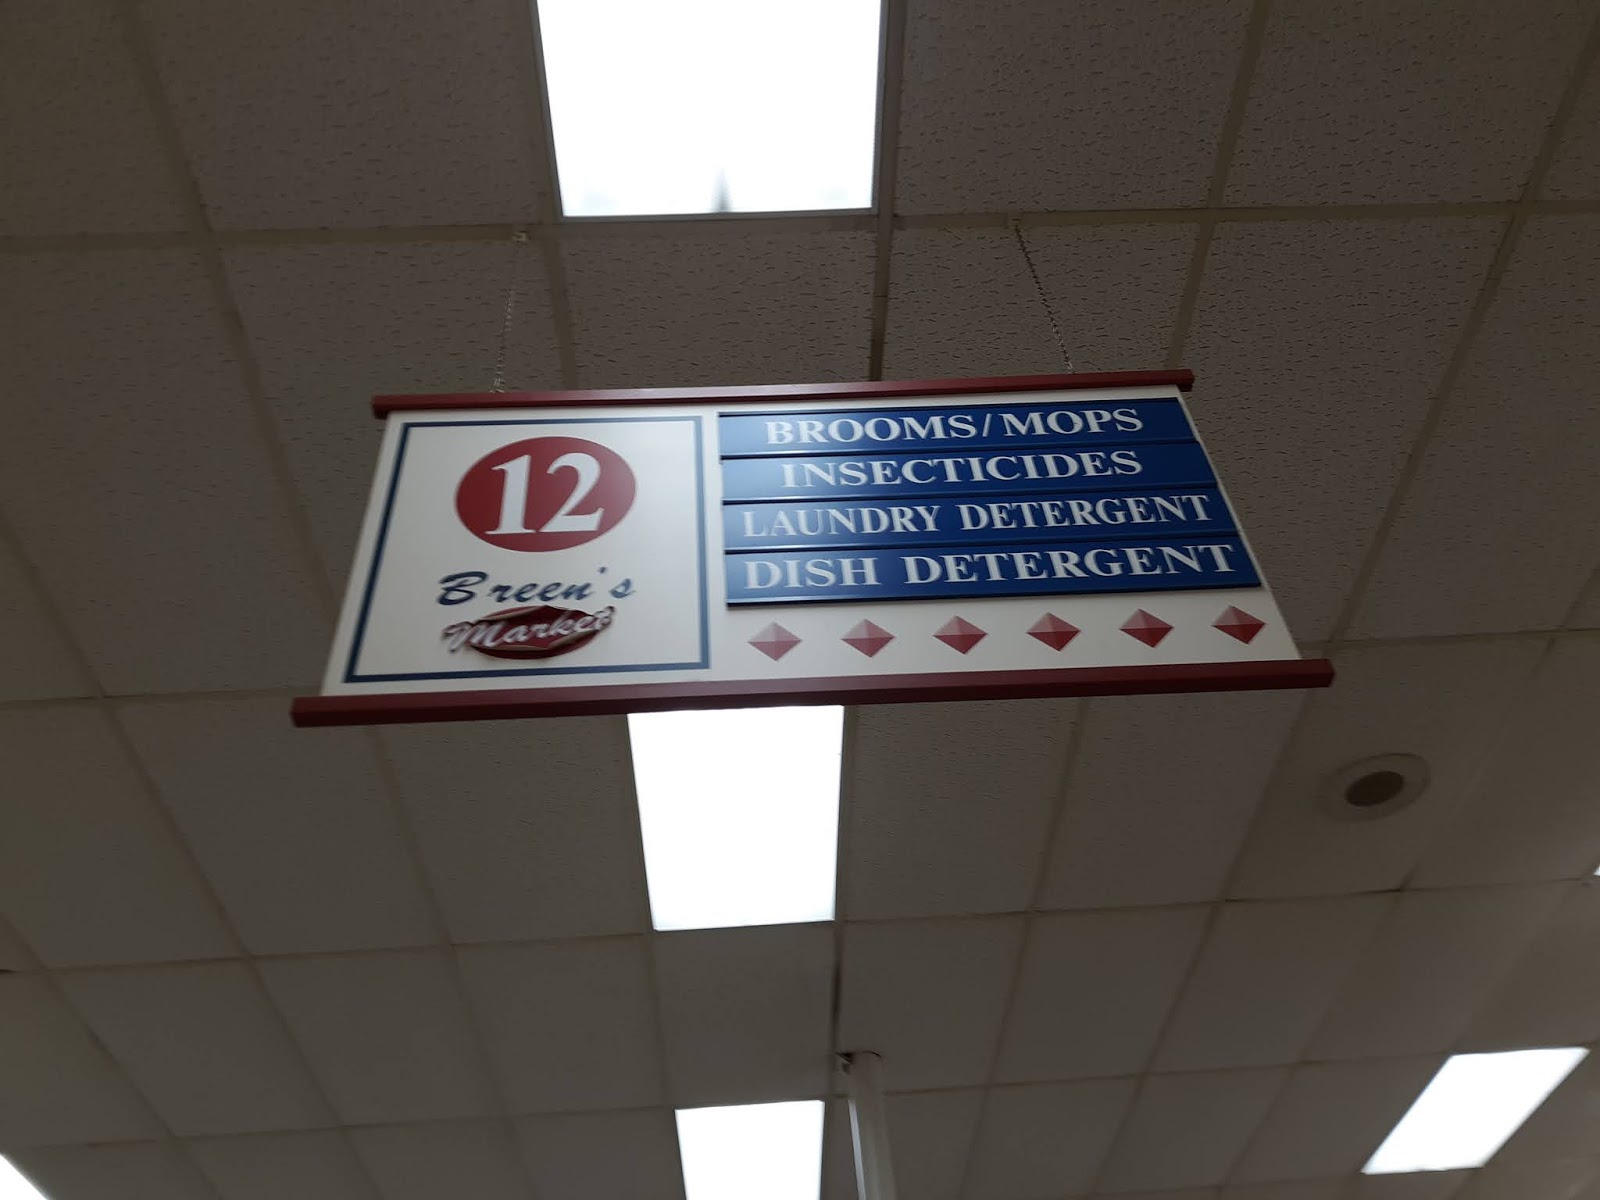 12
Breen's
Market
BROOMS/MOPS
INSECTICIDES
LAUNDRY DETERGENT
DISH DETERGENT